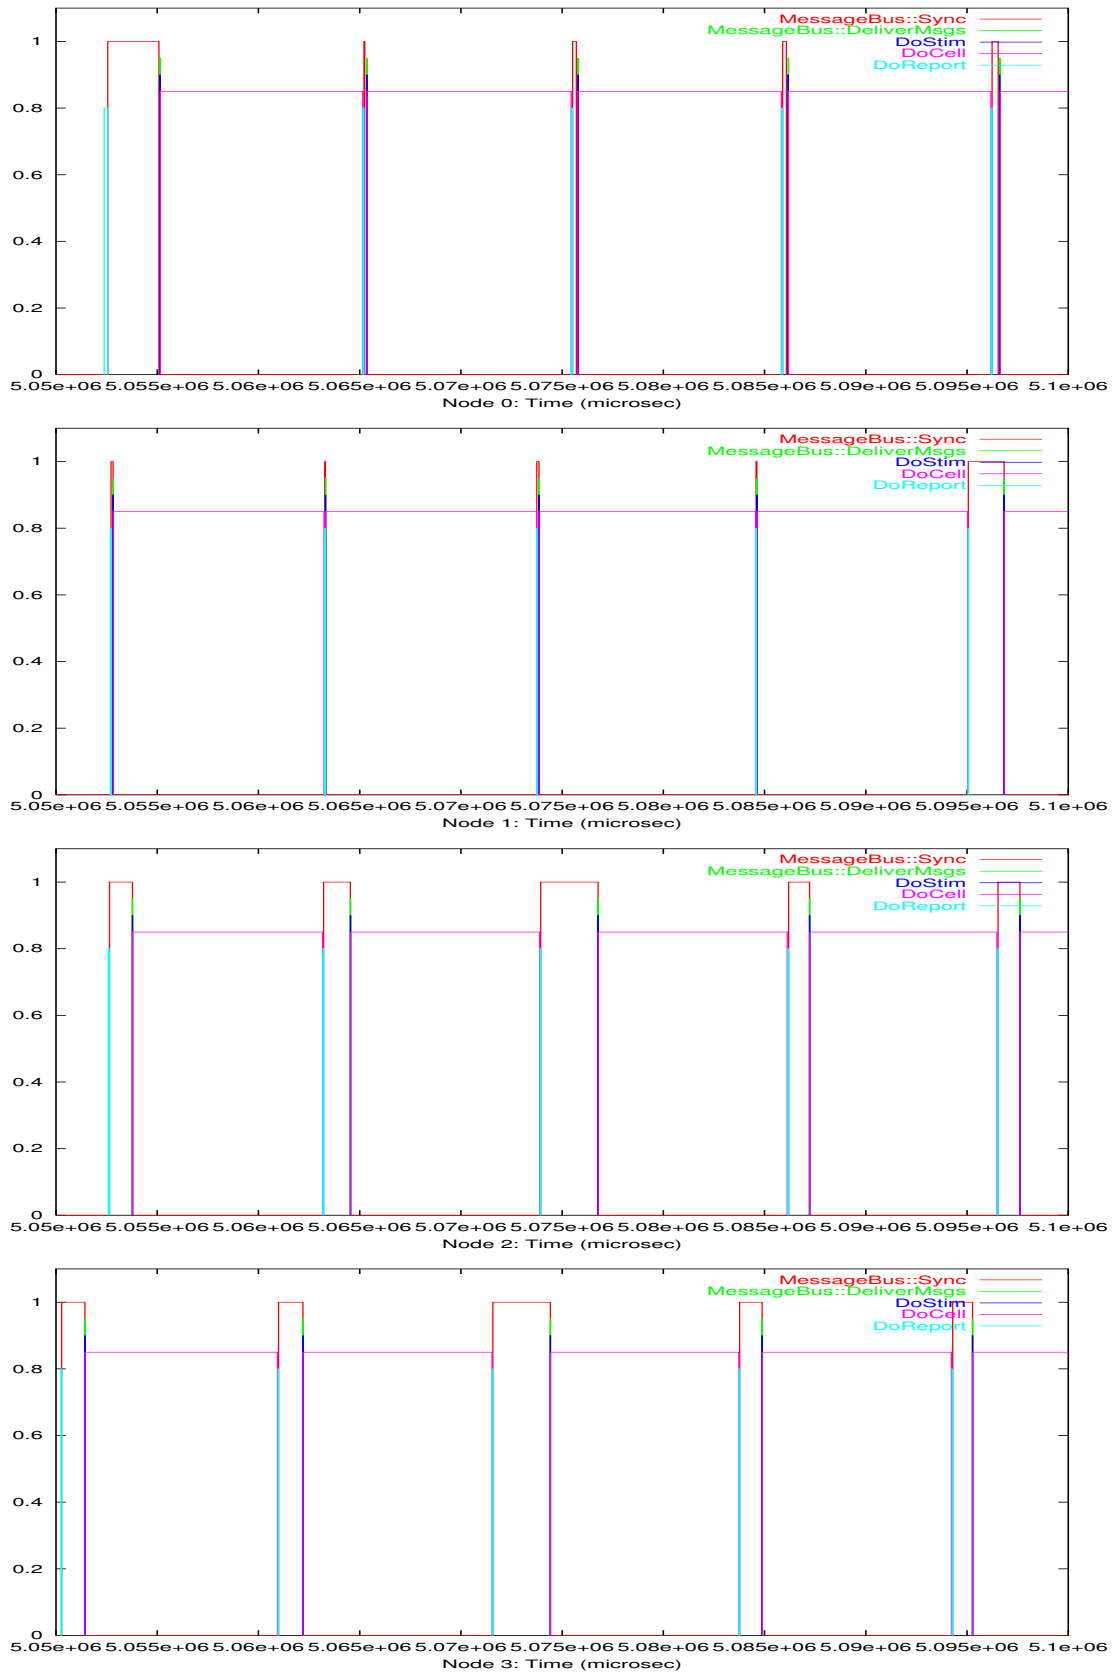 MessageBus::Sync
1
MessageBus::DeliverMsgs
DoStim
DoCell
DoReport
0.8
0.6
0.4
0.2
0
5.05e+06 5.055e+06 5.06e+06 5.065e+06 5.07e+06 5.075e+06 5.08e+06 5.085e+06 5.09e+06 5.095e+06 5.1e+06
Node 0: Time (microsec)
MessageBus::Sync
1
MessageBus::DeliverMsgs
DoStim
DoCell
DoReport
0.8
0.6
0.4
0.2
0
5.05e+06 5.055e+06 5.06e+06 5.065e+06 5.07e+06 5.075e+06 5.08e+06 5.085e+06 5.09e+06 5.095e+06 5.1e+06
Node 1: Time (microsec)
MessageBus::Sync
1
MessageBus::DeliverMsgs
DoStim
DoCell
DoReport
0.8
0.6
0.4
0.2
0
5.05e+06 5.055e+06 5.06e+06 5.065e+06 5.07e+06 5.075e+06 5.08e+06 5.085e+06 5.09e+06 5.095e+06 5.1e+06
Node 2: Time (microsec)
MessageBus::Sync
1
MessageBus::DeliverMsgs
DoStim
DoCell
DoReport
0.8
0.6
0.4
0.2
0
5.05e+06 5.055e+06 5.06e+06 5.065e+06 5.07e+06 5.075e+06 5.08e+06 5.085e+06 5.09e+06 5.095e+06 5.1e+06
Node 3: Time (microsec)